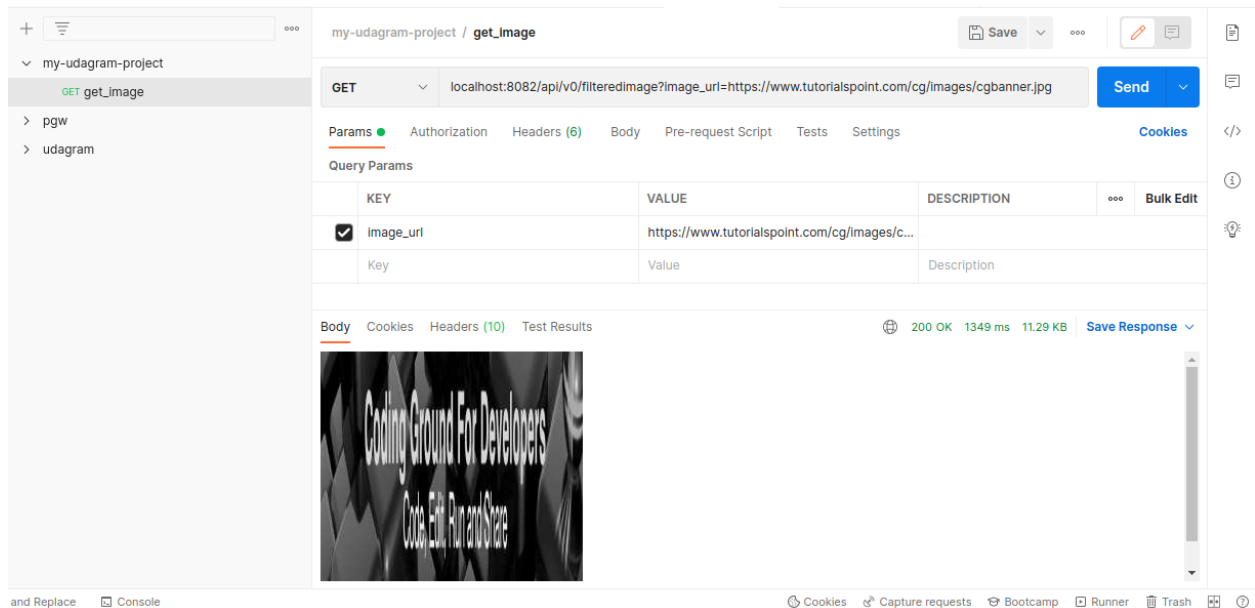 my-udagram-project / get_image
Save
my-udagram-project
GET get_image
pgw
udagram
GET
localhost:8082/api/v0/filteredimage?image_url=https://www.tutorialspoint.com/cg/images/cgbanner.jpg
Send
Params Authorization Headers (6) Body Pre-request Script Tests Settings Cookies
Query Params
KEY VALUE DESCRIPTION Bulk Edit
image_url https://www.tutorialspoint.com/cg/images/c...
Key Value Description
Body Cookies Headers (10) Test Results 200 OK 1349 ms 11.29 KB Save Response
Coding Ground For Developers
Code, Edit, Run and Share
and Replace Console Cookies Capture requests Bootcamp Runner Trash